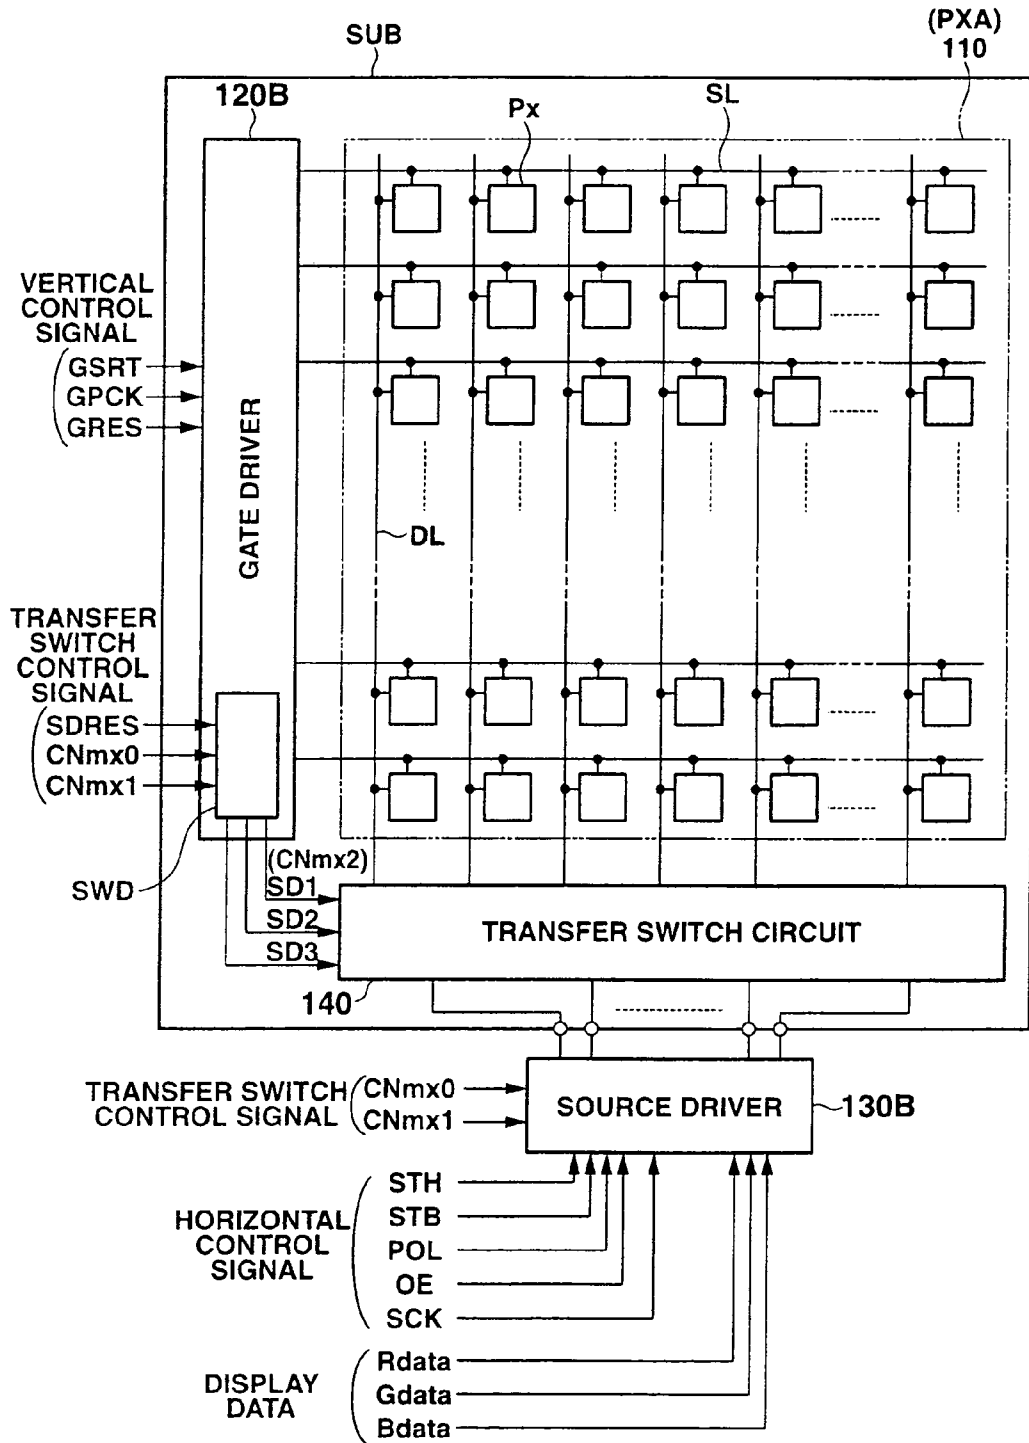 (PXA)
110
SUB
120B
Px
SL
VERTICAL
CONTROL
SIGNAL
GSRT
GPCK
GRES
GATE DRIVER
DL
TRANSFER
SWITCH
CONTROL
SIGNAL
SDRES
CNmx0
CNmx1
SWD
(CNmx2)
SD1
SD2
SD3
TRANSFER SWITCH CIRCUIT
140
TRANSFER SWITCH
CONTROL SIGNAL
CNmx0
CNmx1
SOURCE DRIVER
130B
HORIZONTAL
CONTROL
SIGNAL
STH
STB
POL
OE
SCK
DISPLAY
DATA
Rdata
Gdata
Bdata